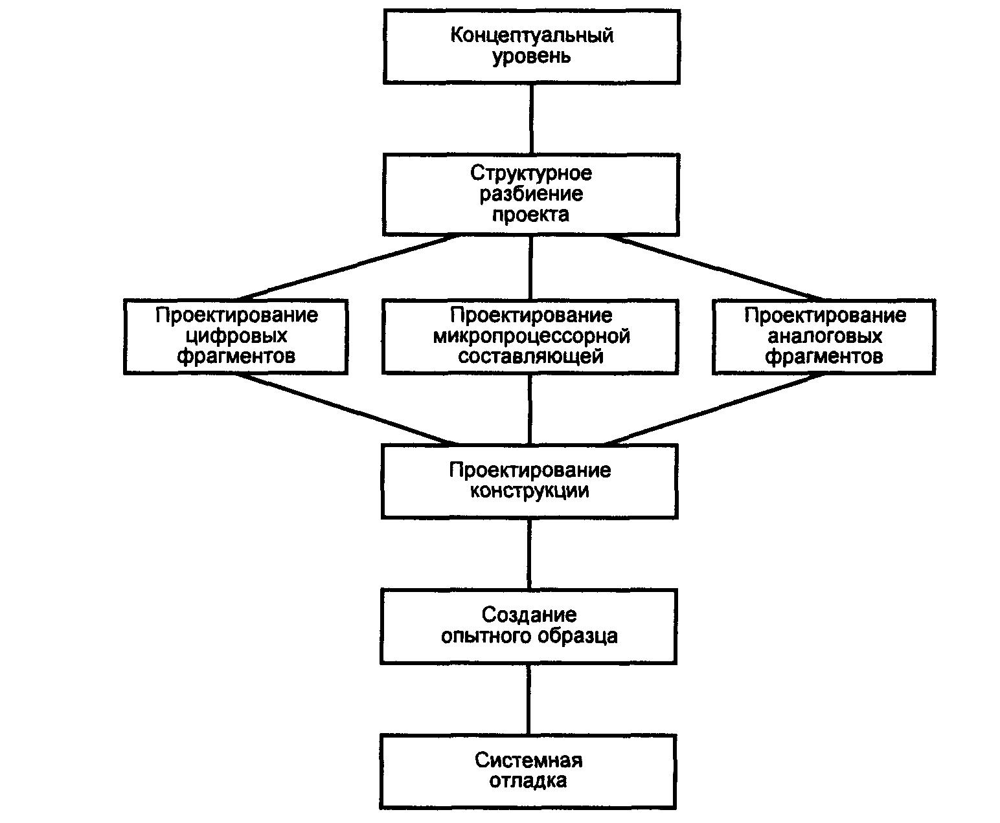 Концептуальный
уровень
Структурное
разбиение
проекта
Проектирование
цифровых
фрагментов
Проектирование
микропроцессорной
составляющей
Проектирование
аналоговых
фрагментов
Проектирование
конструкции
Создание
опытного образца
Системная
отладка